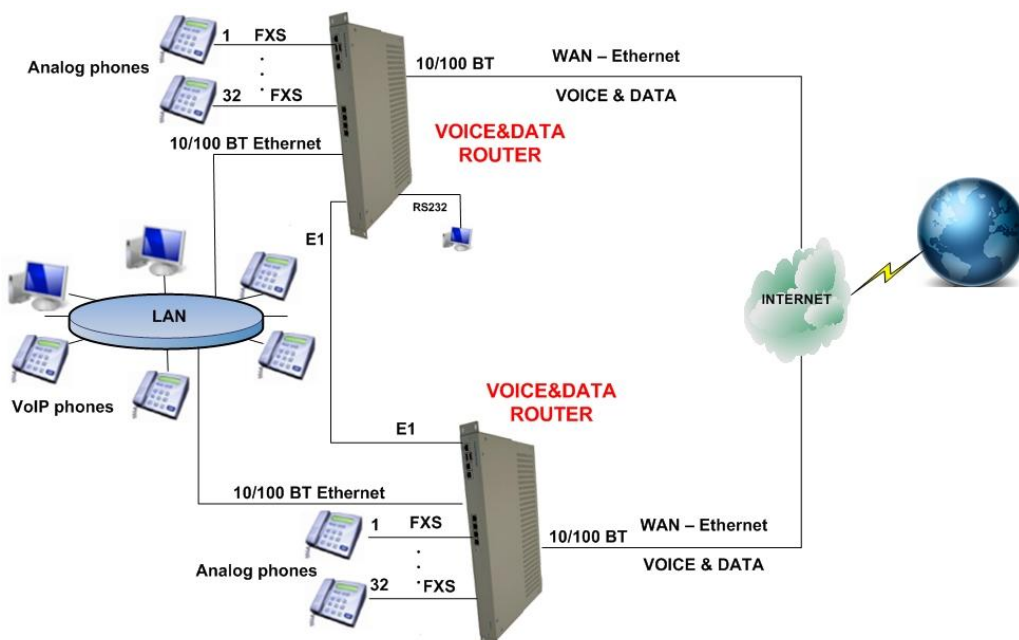 1 FXS
Analog phones
32 FXS
10/100 BT
WAN – Ethernet
VOICE & DATA
10/100 BT Ethernet
VOICE&DATA
ROUTER
RS232
E1
LAN
INTERNET
VoIP phones
VOICE&DATA
ROUTER
E1
10/100 BT Ethernet
1 FXS
Analog phones
32 FXS
10/100 BT
WAN – Ethernet
VOICE & DATA